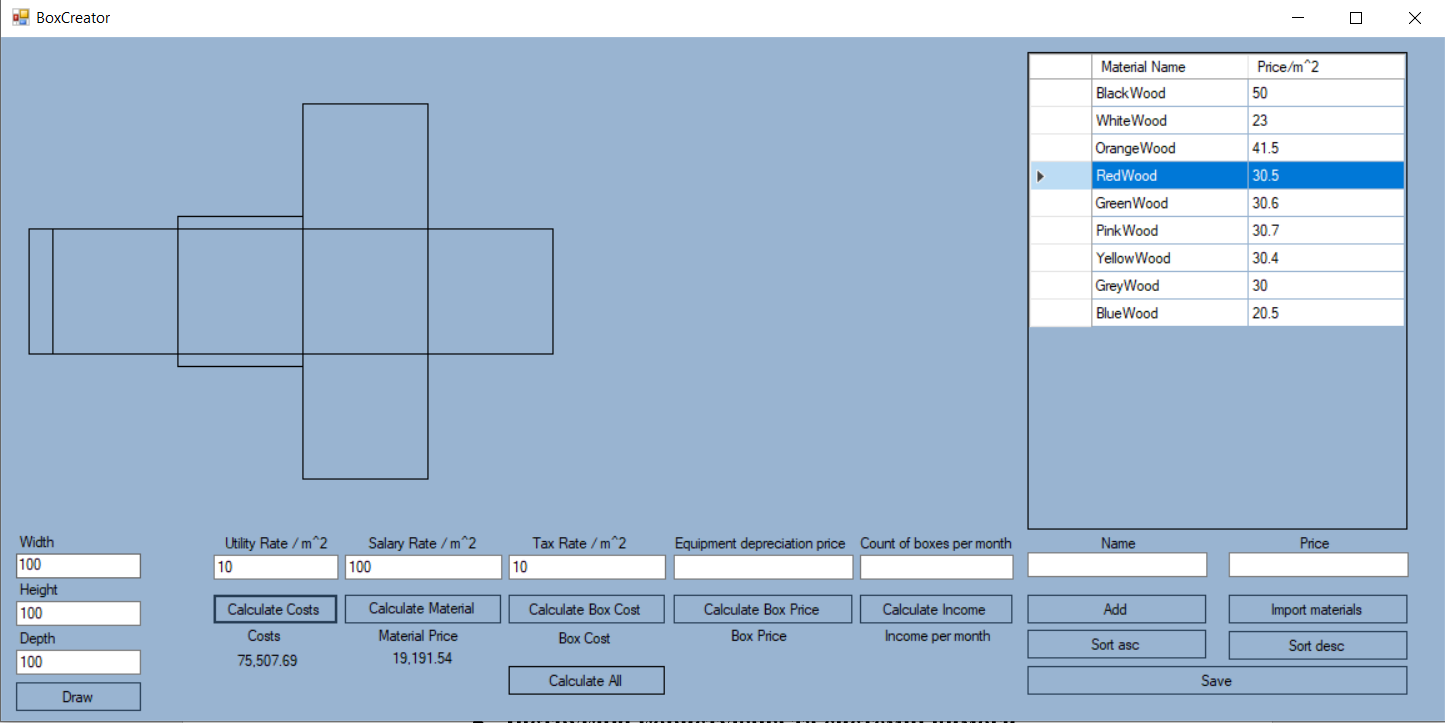 BoxCreator
Material Name Price/m^2
BlackWood 50
WhiteWood 23
OrangeWood 41.5
RedWood 30.5
GreenWood 30.6
PinkWood 30.7
YellowWood 30.4
GreyWood 30
BlueWood 20.5
Width
100
Height
100
Depth
100
Draw
Utility Rate / m^2 Salary Rate / m^2 Tax Rate / m^2 Equipment depreciation price Count of boxes per month
10 100 10
Calculate Costs Calculate Material Calculate Box Cost Calculate Box Price Calculate Income
Costs Material Price Box Cost Box Price Income per month
75,507.69 19,191.54
Calculate All
Name Price
Add Import materials
Sort asc Sort desc
Save